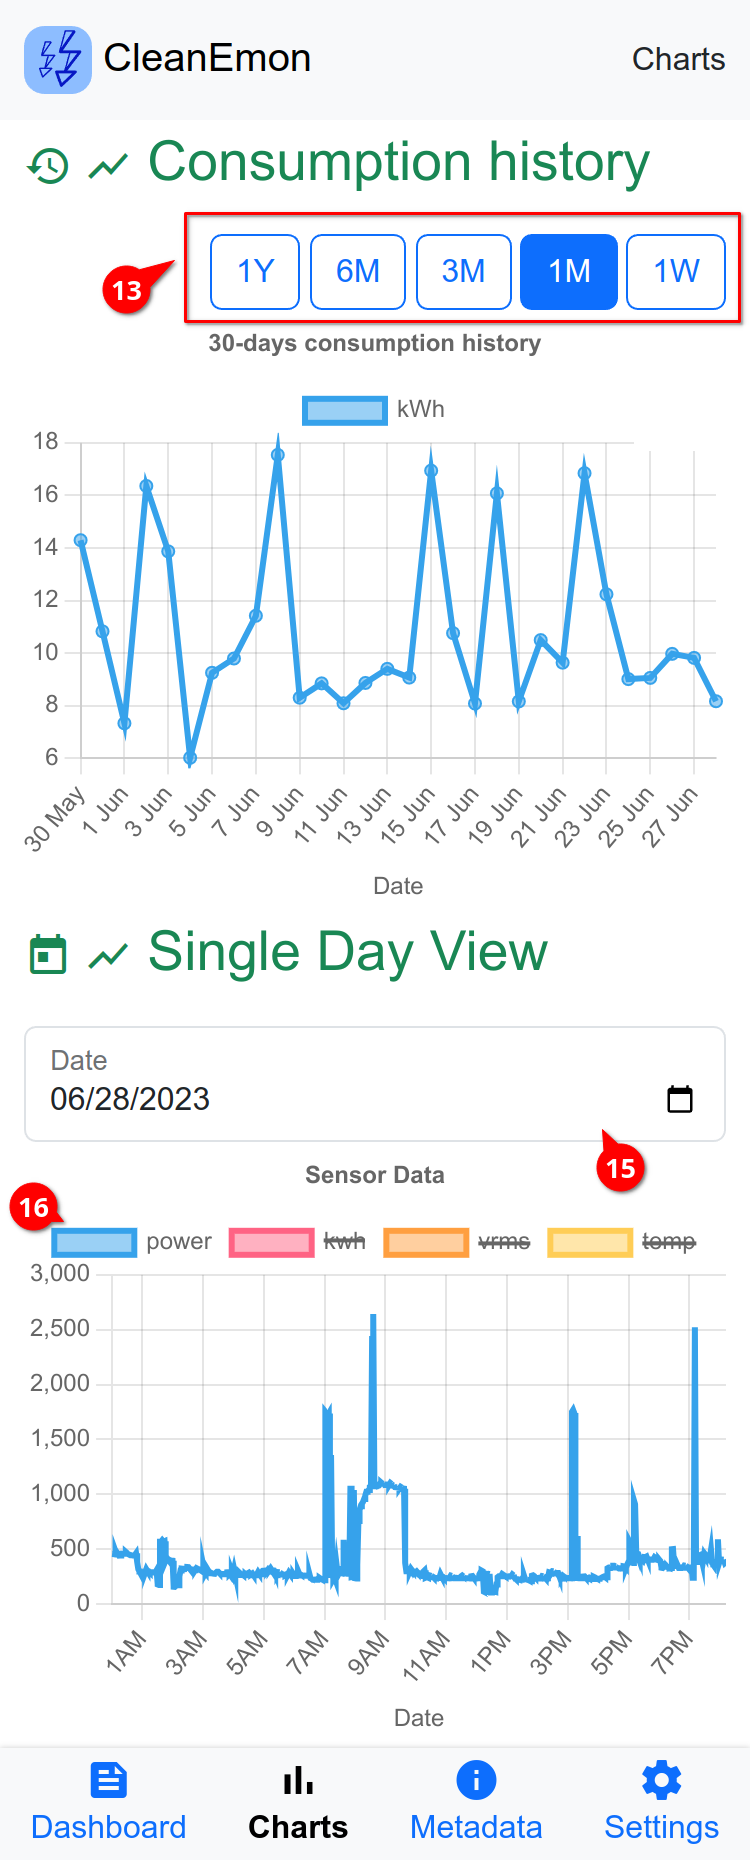 CleanEmon
Charts
Consumption history
13
1Y 6M 3M 1M 1W
30-days consumption history
kWh
18
16
14
12
10
8
6
30 May 1 Jun 3 Jun 5 Jun 7 Jun 9 Jun 11 Jun 13 Jun 15 Jun 17 Jun 19 Jun 21 Jun 23 Jun 25 Jun 27 Jun
Date
Single Day View
Date
06/28/2023
15
Sensor Data
16
power kwh vrms temp
3,000
2,500
2,000
1,500
1,000
500
0
1AM 3AM 5AM 7AM 9AM 11AM 1PM 3PM 5PM 7PM
Date
Dashboard Charts Metadata Settings